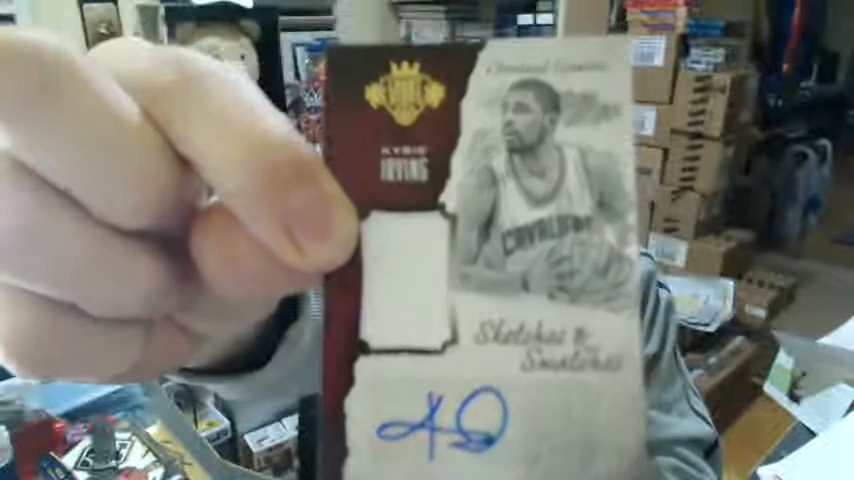 Cleveland Cavaliers
KYRIE
IRVING
CAVALIERS
Sketches &
Swatches